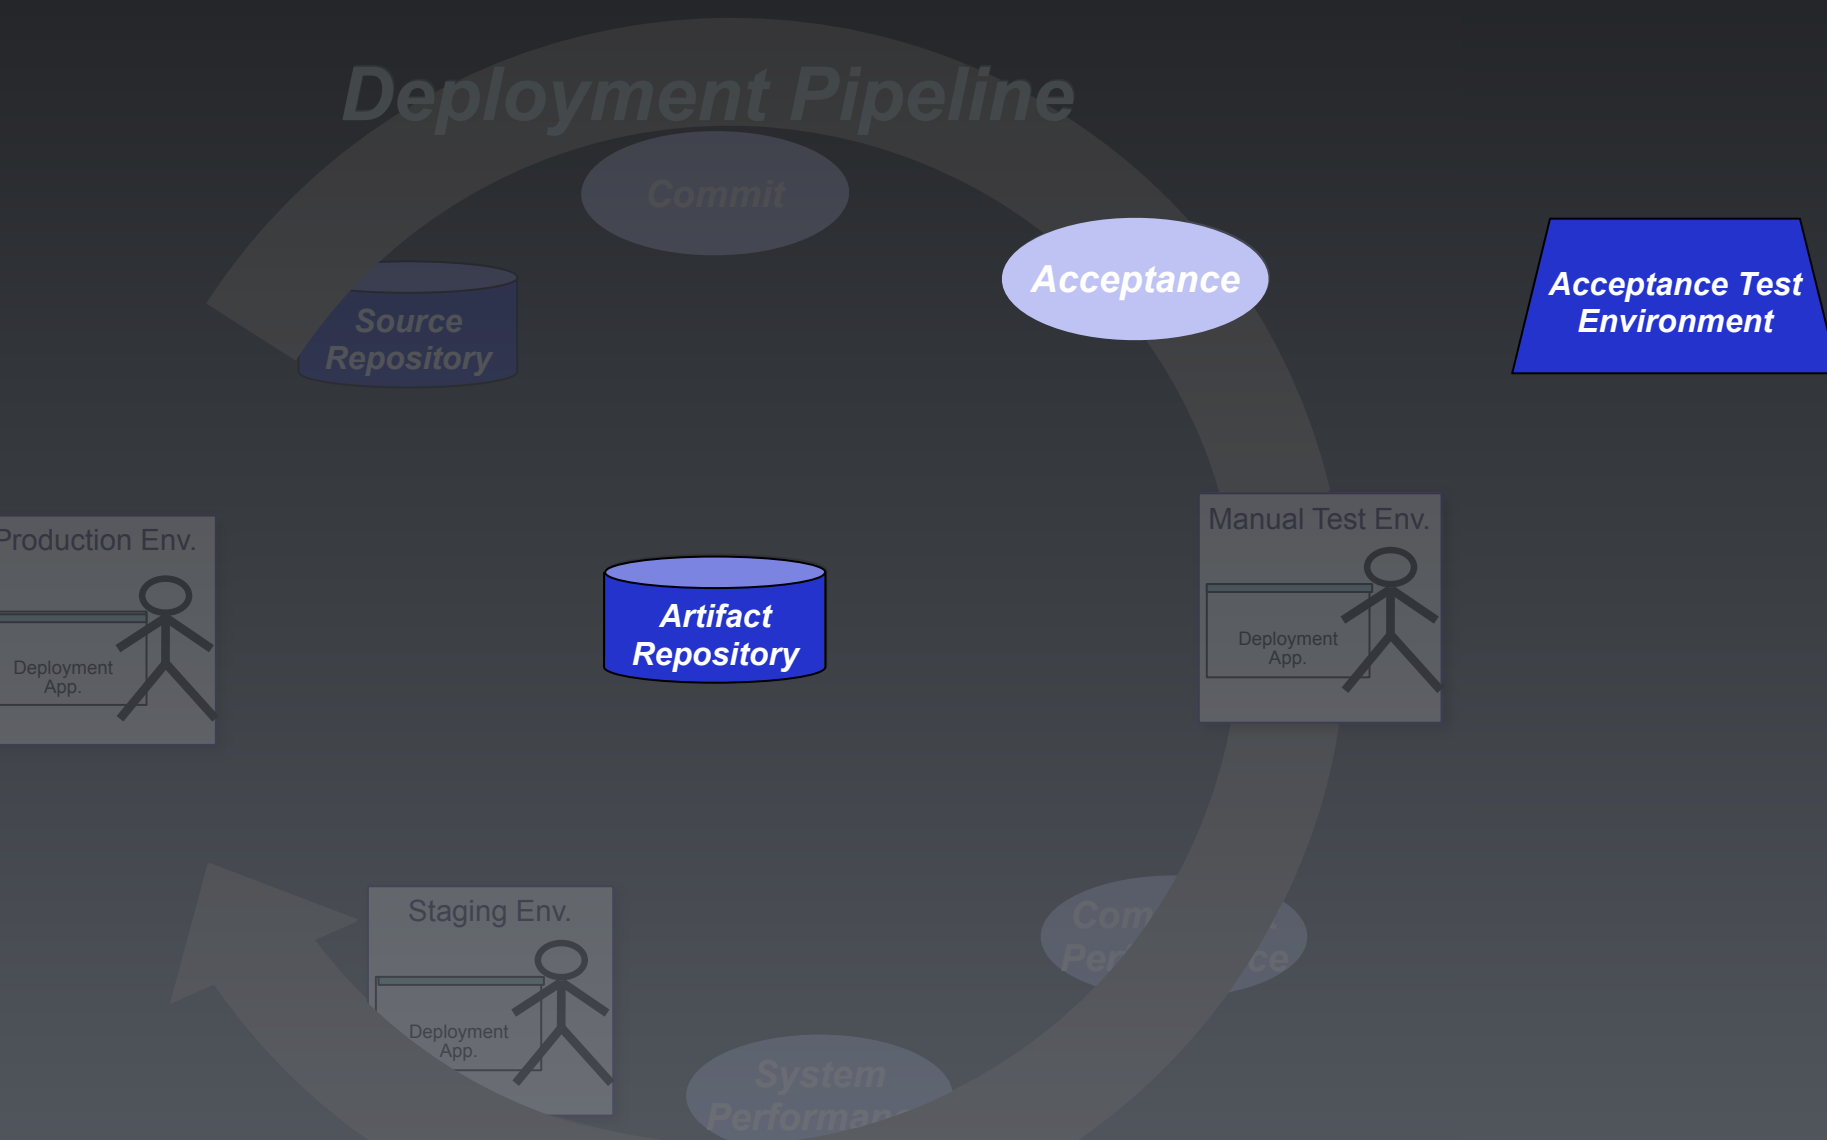 Deployment Pipeline
Commit
Acceptance
Acceptance Test
Environment
Source
Repository
Production Env.
Deployment
App.
Artifact
Repository
Manual Test Env.
Deployment
App.
Staging Env.
Deployment
App.
System